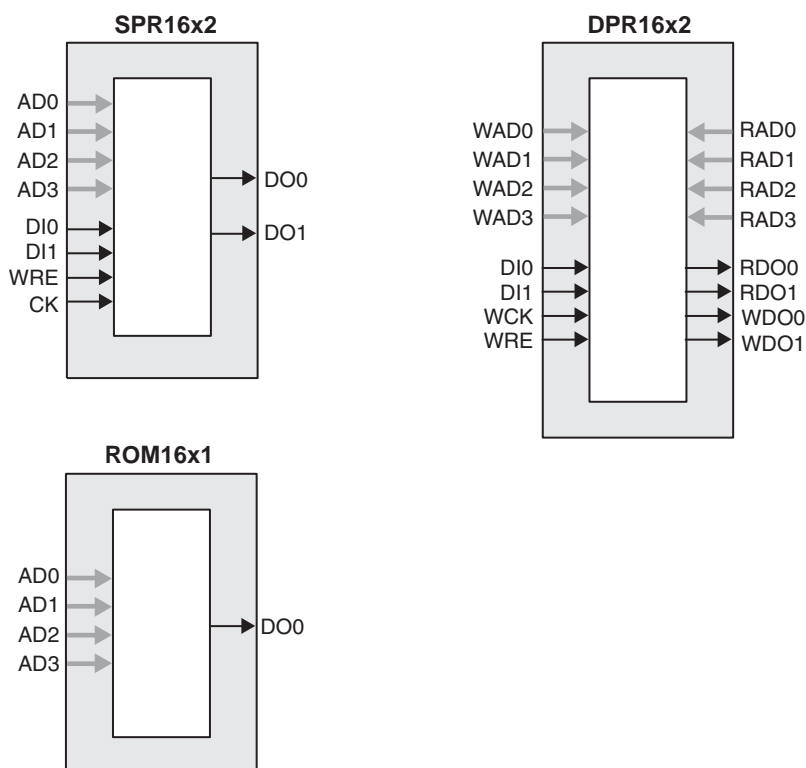 SPR16x2
AD0
AD1
AD2
AD3
DI0
DI1
WRE
CK
DO0
DO1
DPR16x2
WAD0
WAD1
WAD2
WAD3
DI0
DI1
WCK
WRE
RAD0
RAD1
RAD2
RAD3
RDO0
RDO1
WDO0
WDO1
ROM16x1
AD0
AD1
AD2
AD3
DO0